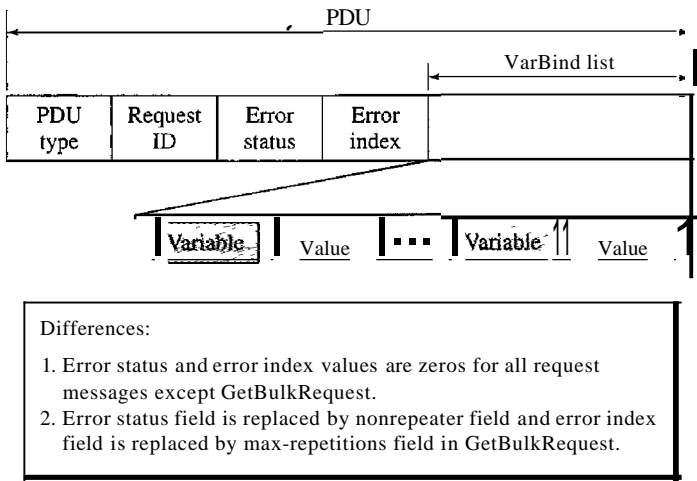 PDU
VarBind list
PDU type
Request ID
Error status
Error index
Variable Value ... Variable Value
Differences:
1. Error status and error index values are zeros for all request
messages except GetBulkRequest.
2. Error status field is replaced by nonrepeater field and error index
field is replaced by max-repetitions field in GetBulkRequest.